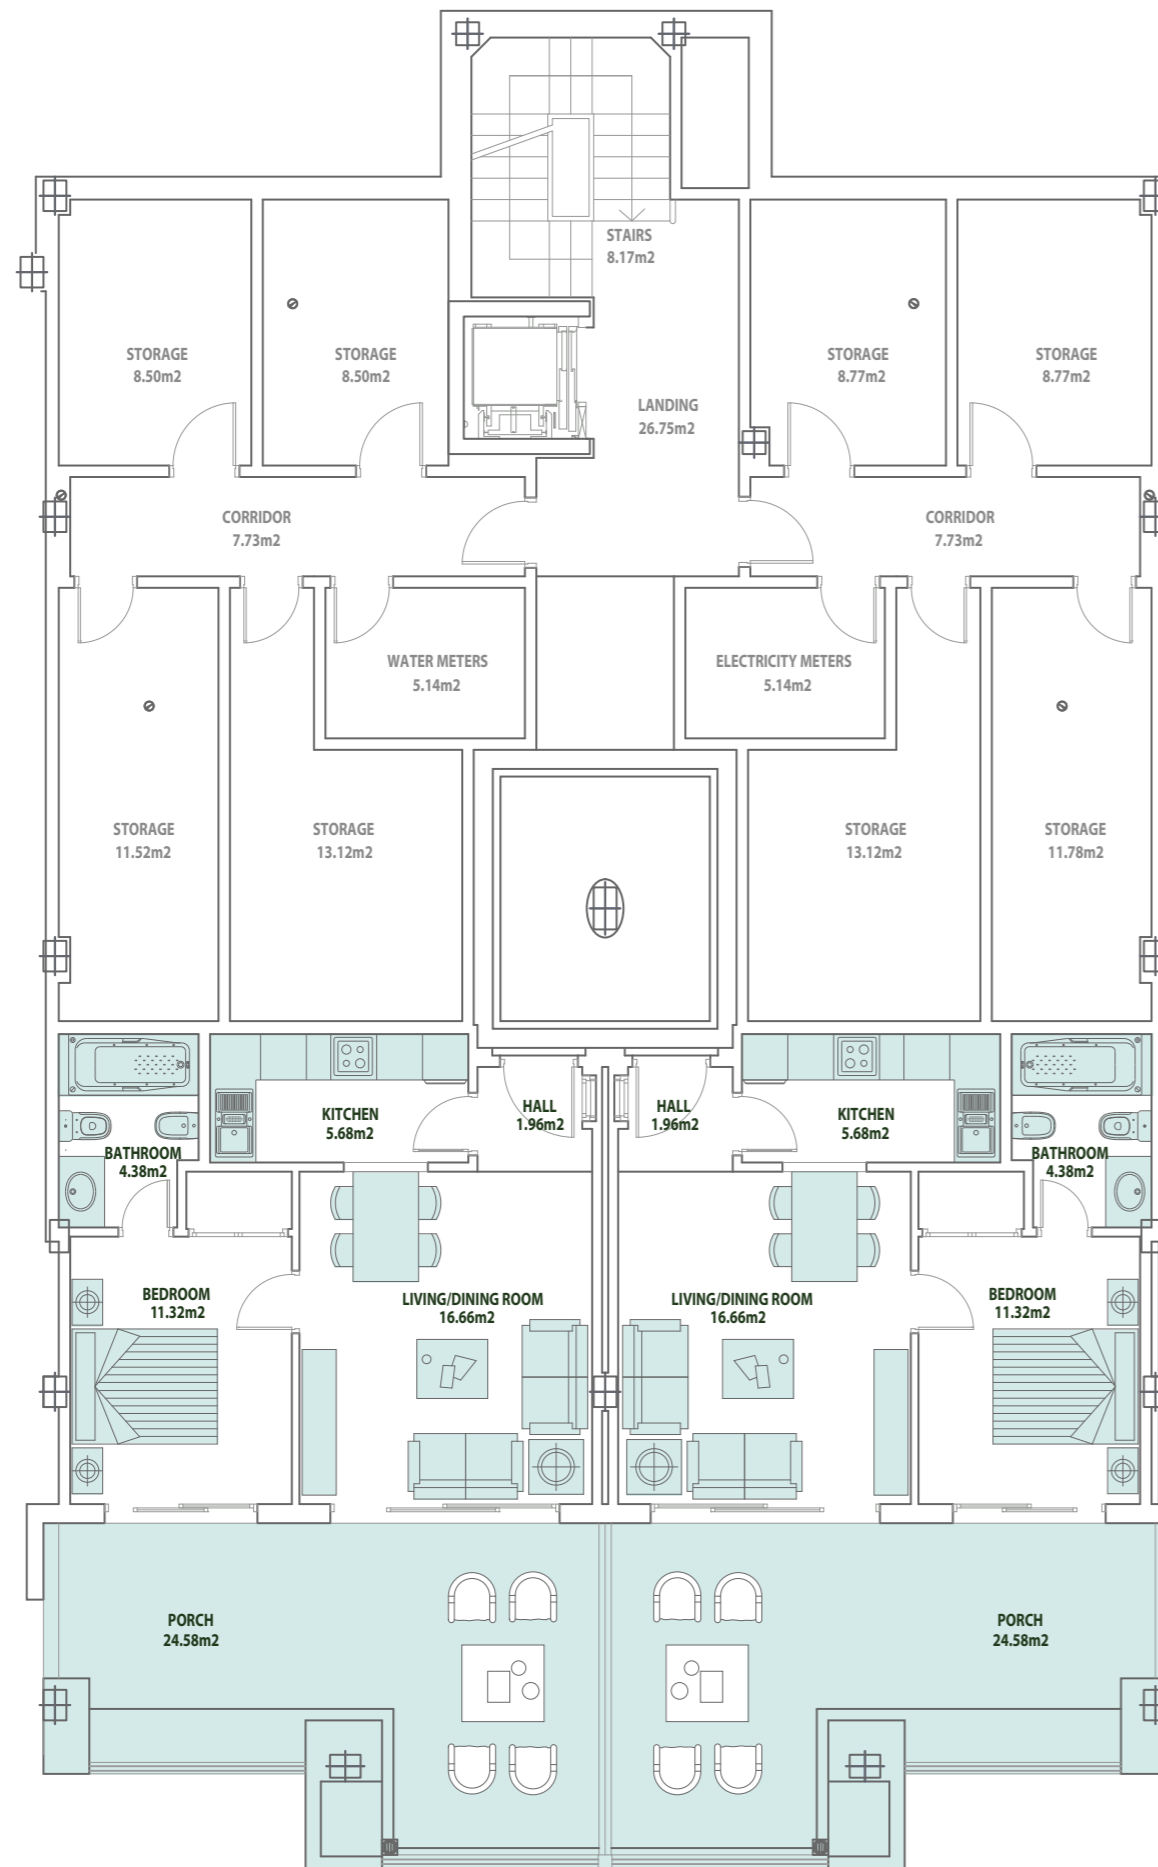 STAIRS
8.17m2
STORAGE
8.50m2
STORAGE
8.50m2
STORAGE
8.77m2
STORAGE
8.77m2
LANDING
26.75m2
CORRIDOR
7.73m2
CORRIDOR
7.73m2
WATER METERS
5.14m2
ELECTRICITY METERS
5.14m2
STORAGE
11.52m2
STORAGE
13.12m2
STORAGE
13.12m2
STORAGE
11.78m2
KITCHEN
5.68m2
HALL
1.96m2
HALL
1.96m2
KITCHEN
5.68m2
BATHROOM
4.38m2
BATHROOM
4.38m2
BEDROOM
11.32m2
LIVING/DINING ROOM
16.66m2
LIVING/DINING ROOM
16.66m2
BEDROOM
11.32m2
PORCH
24.58m2
PORCH
24.58m2